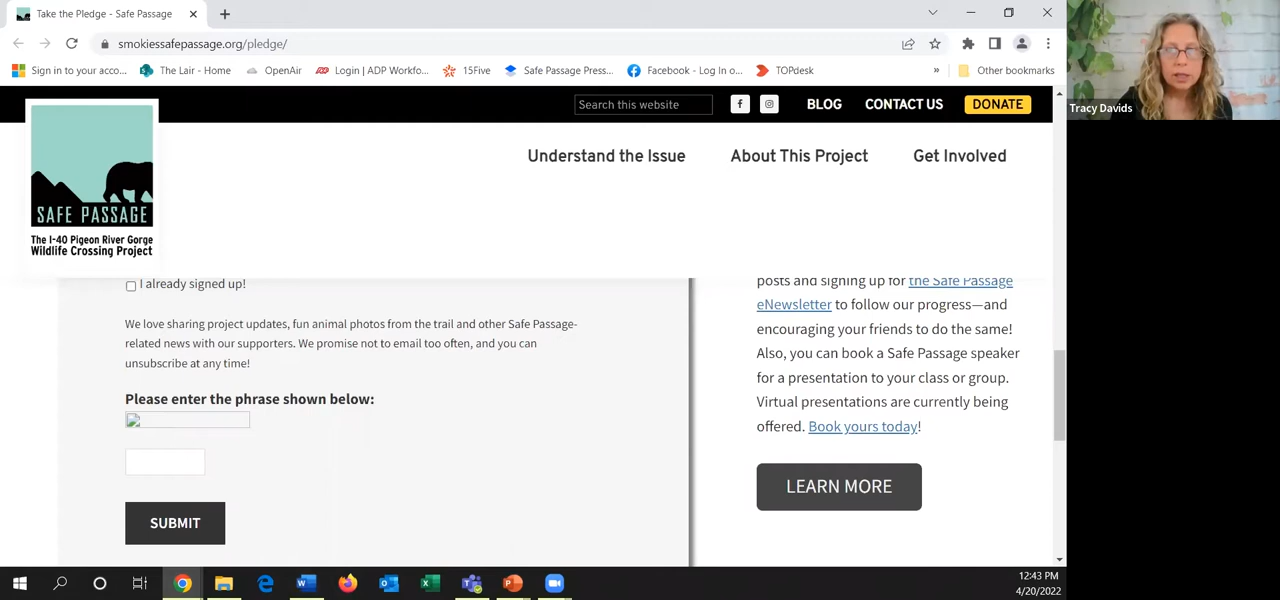 Take the Pledge - Safe Passage
smokiessafepassage.org/pledge/
Sign in to your acco...
The Lair - Home
OpenAir
Login | ADP Workfo...
15Five
Safe Passage Press...
Facebook - Log In o...
TOPdesk
»
Other bookmarks
Tracy Davids
Search this website
BLOG
CONTACT US
DONATE
Understand the Issue
About This Project
Get Involved
SAFE PASSAGE
The I-40 Pigeon River Gorge
Wildlife Crossing Project
I already signed up!
We love sharing project updates, fun animal photos from the trail and other Safe Passage-
related news with our supporters. We promise not to email too often, and you can
unsubscribe at any time!
Please enter the phrase shown below:
SUBMIT
posts and signing up for the Safe Passage
eNewsletter to follow our progress—and
encouraging your friends to do the same!
Also, you can book a Safe Passage speaker
for a presentation to your class or group.
Virtual presentations are currently being
offered. Book yours today!
LEARN MORE
12:43 PM
4/20/2022